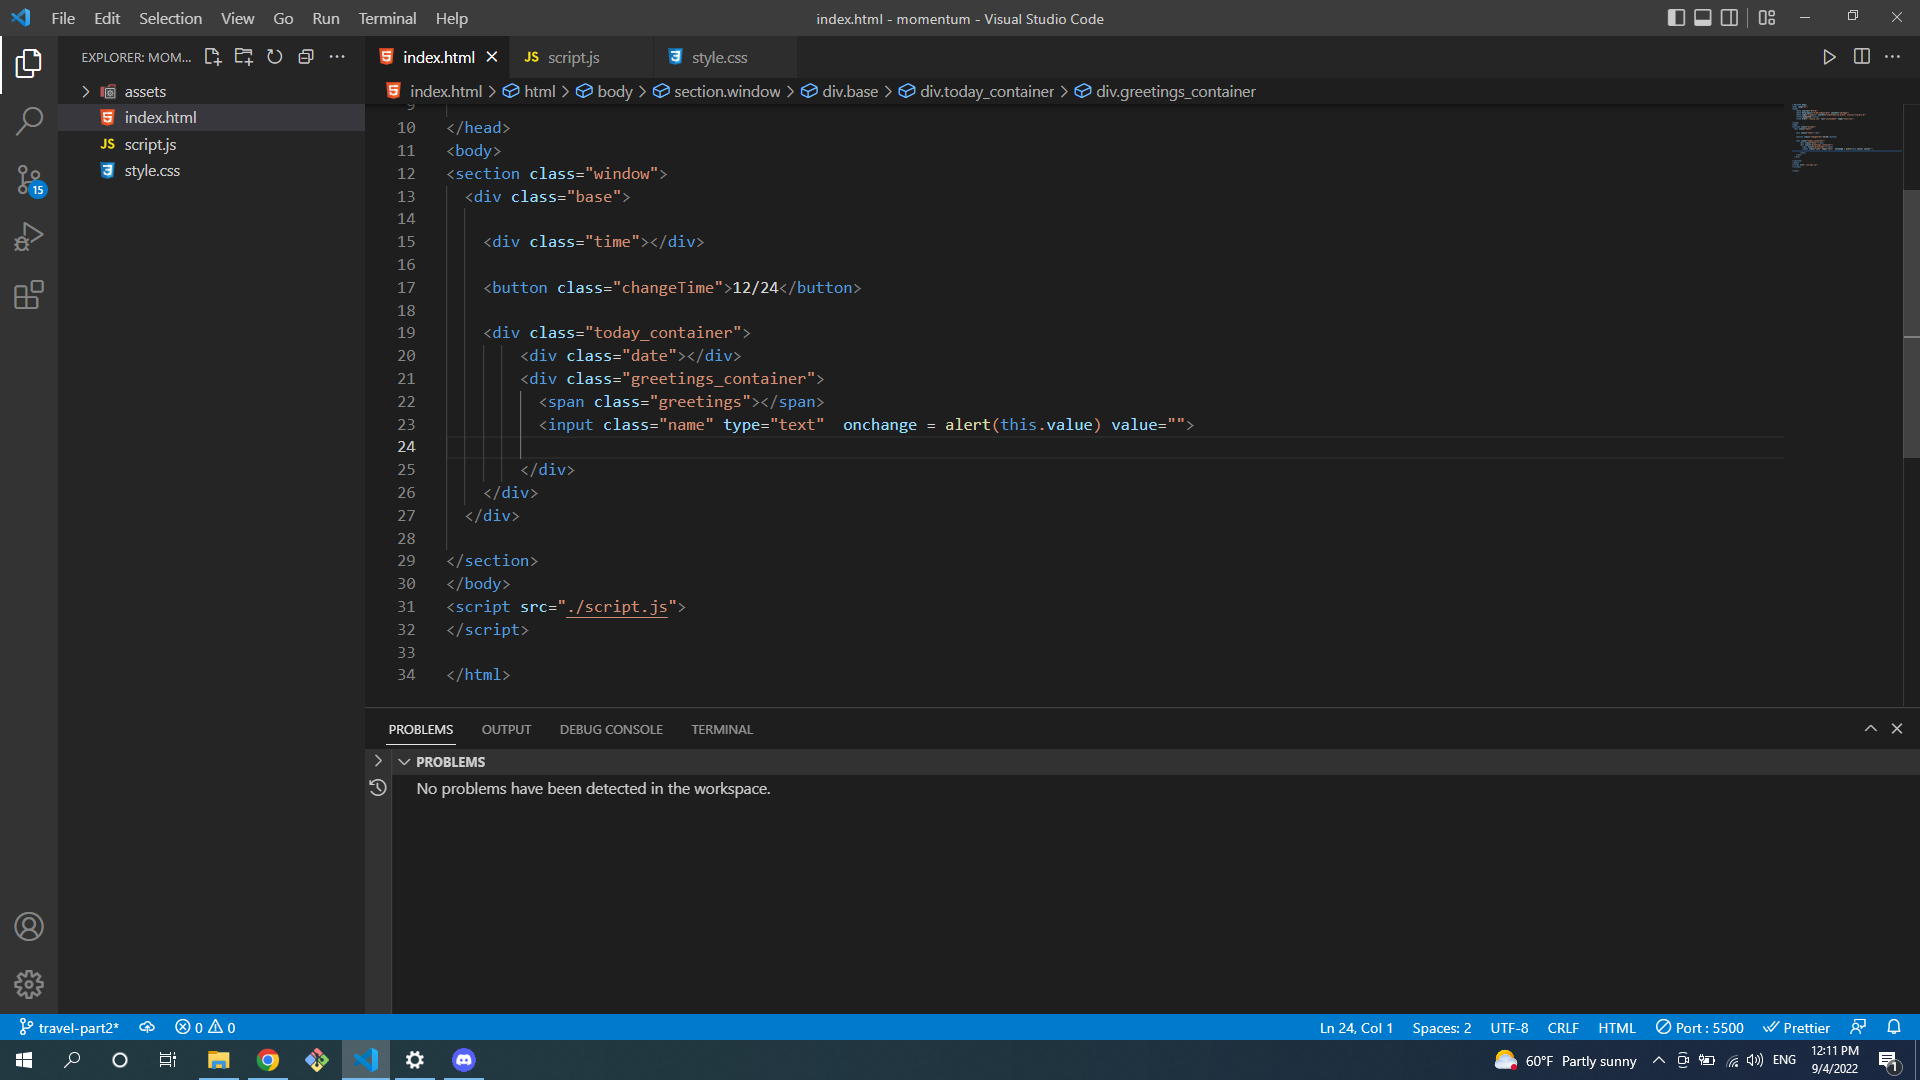 File Edit Selection View Go Run Terminal Help
index.html - momentum - Visual Studio Code
EXPLORER: MOM...
assets
index.html
JS script.js
style.css
15
index.html JS script.js style.css
index.html > html > body > section.window > div.base > div.today_container > div.greetings_container
9
10 </head>
11 <body>
12 <section class="window">
13 <div class="base">
14
15 <div class="time"></div>
16
17 <button class="changeTime">12/24</button>
18
19 <div class="today_container">
20 <div class="date"></div>
21 <div class="greetings_container">
22 <span class="greetings"></span>
23 <input class="name" type="text"  onchange = alert(this.value) value="">
24
25 </div>
26 </div>
27 </div>
28
29 </section>
30 </body>
31 <script src="./script.js">
32 </script>
33
34 </html>
PROBLEMS OUTPUT DEBUG CONSOLE TERMINAL
PROBLEMS
No problems have been detected in the workspace.
travel-part2* 0 0 Ln 24, Col 1 Spaces: 2 UTF-8 CRLF HTML Port : 5500 Prettier
60°F Partly sunny ENG
12:11 PM
9/4/2022
1